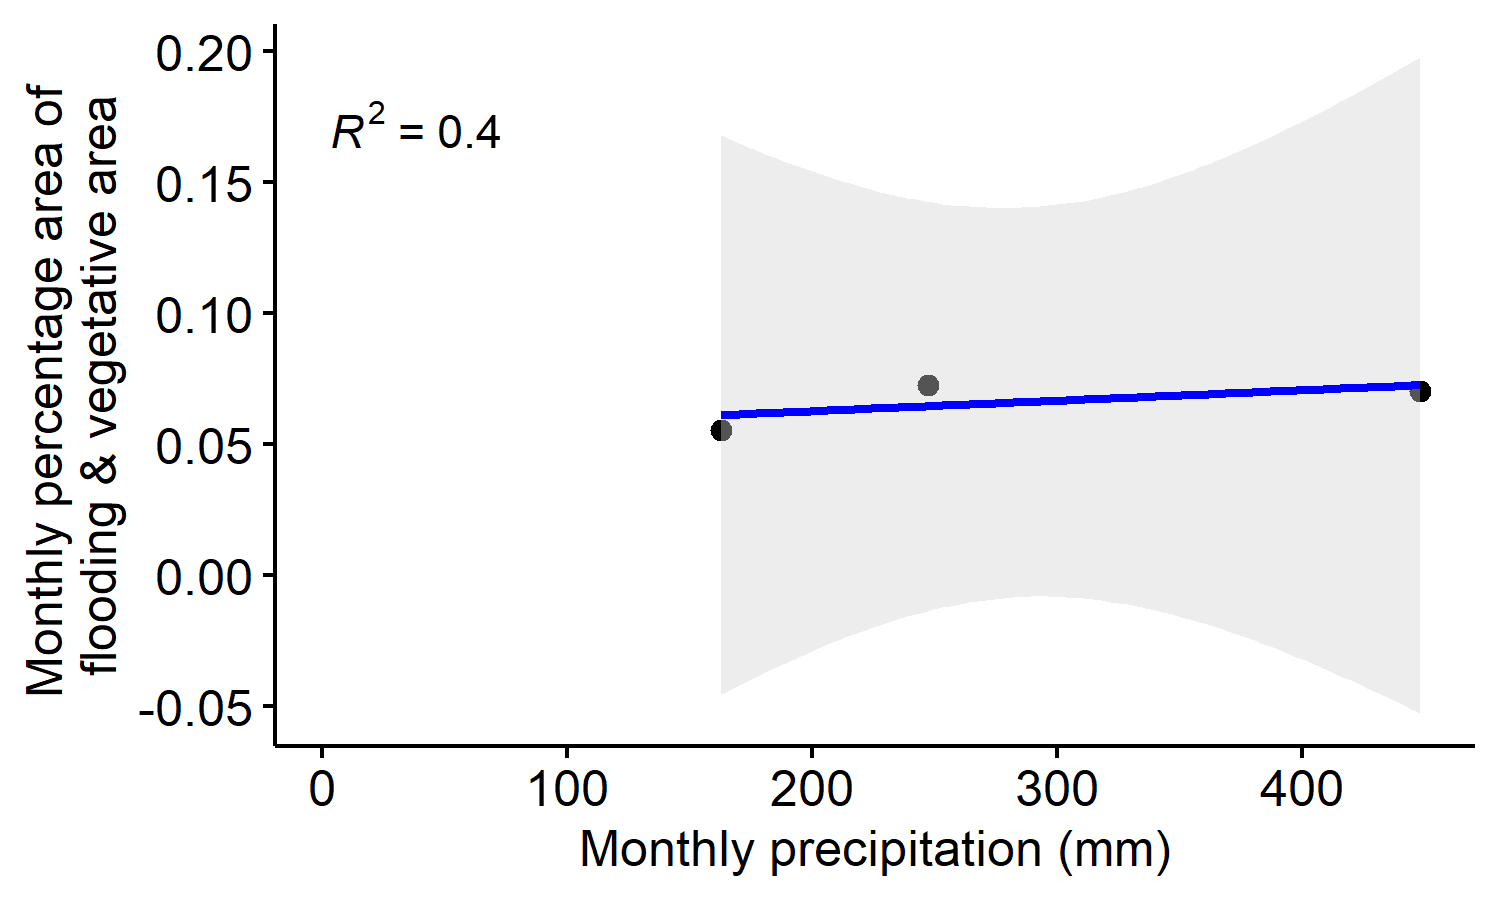 Monthly percentage area of
flooding & vegetative area
0.20
0.15
0.10
0.05
0.00
-0.05
R² = 0.4
0 100 200 300 400
Monthly precipitation (mm)